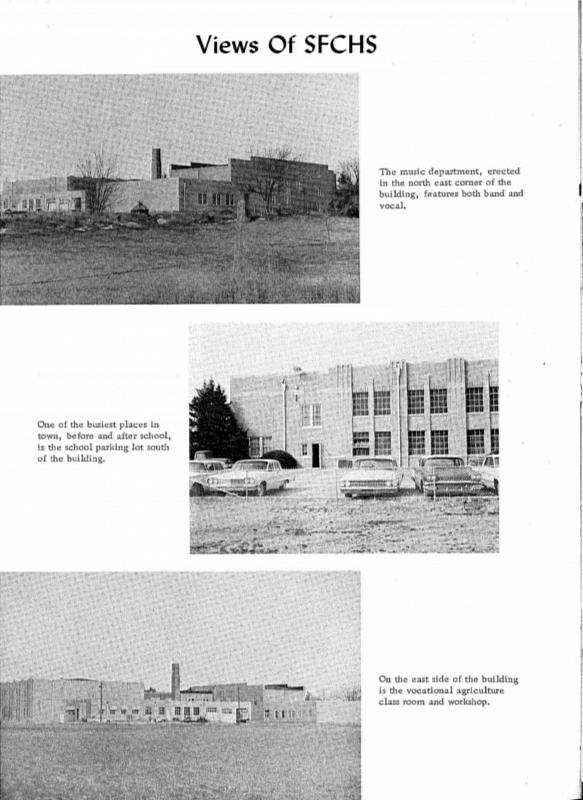 Views Of SFCHS
The music department, erected
in the north east corner of the
building, features both band and
vocal.
One of the busiest places in
town, before and after school,
is the school parking lot south
of the building.
On the east side of the building
is the vocational agriculture
class room and workshop.